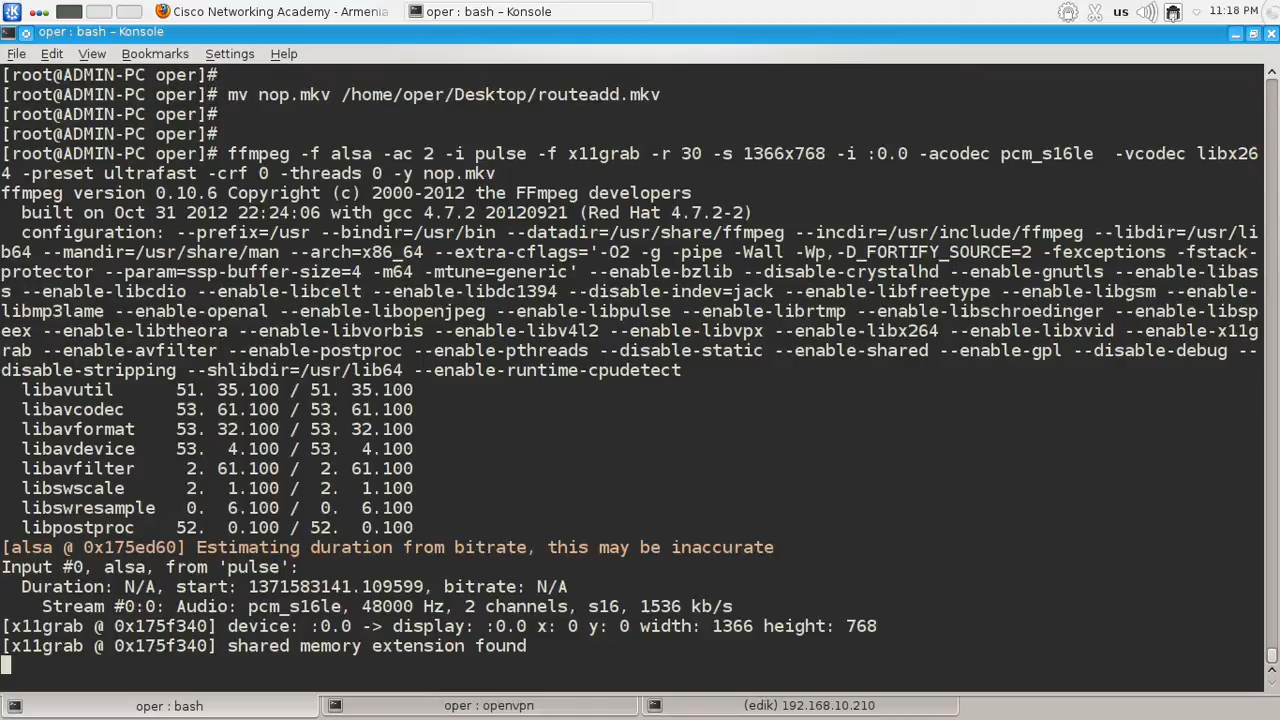 Cisco Networking Academy - Armenia
oper : bash – Konsole
us
11:18 PM
oper : bash – Konsole
File Edit View Bookmarks Settings Help
[root@ADMIN-PC oper]#
[root@ADMIN-PC oper]# mv nop.mkv /home/oper/Desktop/routeadd.mkv
[root@ADMIN-PC oper]#
[root@ADMIN-PC oper]#
[root@ADMIN-PC oper]# ffmpeg -f alsa -ac 2 -i pulse -f x11grab -r 30 -s 1366x768 -i :0.0 -acodec pcm_s16le  -vcodec libx26
4 -preset ultrafast -crf 0 -threads 0 -y nop.mkv
ffmpeg version 0.10.6 Copyright (c) 2000-2012 the FFmpeg developers
  built on Oct 31 2012 22:24:06 with gcc 4.7.2 20120921 (Red Hat 4.7.2-2)
  configuration: --prefix=/usr --bindir=/usr/bin --datadir=/usr/share/ffmpeg --incdir=/usr/include/ffmpeg --libdir=/usr/li
b64 --mandir=/usr/share/man --arch=x86_64 --extra-cflags='-O2 -g -pipe -Wall -Wp,-D_FORTIFY_SOURCE=2 -fexceptions -fstack-
protector --param=ssp-buffer-size=4 -m64 -mtune=generic' --enable-bzlib --disable-crystalhd --enable-gnutls --enable-libas
s --enable-libcdio --enable-libcelt --enable-libdc1394 --disable-indev=jack --enable-libfreetype --enable-libgsm --enable-
libmp3lame --enable-openal --enable-libopenjpeg --enable-libpulse --enable-librtmp --enable-libschroedinger --enable-libsp
eex --enable-libtheora --enable-libvorbis --enable-libv4l2 --enable-libvpx --enable-libx264 --enable-libxvid --enable-x11g
rab --enable-avfilter --enable-postproc --enable-pthreads --disable-static --enable-shared --enable-gpl --disable-debug --
disable-stripping --shlibdir=/usr/lib64 --enable-runtime-cpudetect
  libavutil      51. 35.100 / 51. 35.100
  libavcodec     53. 61.100 / 53. 61.100
  libavformat    53. 32.100 / 53. 32.100
  libavdevice    53.  4.100 / 53.  4.100
  libavfilter     2. 61.100 /  2. 61.100
  libswscale      2.  1.100 /  2.  1.100
  libswresample   0.  6.100 /  0.  6.100
  libpostproc    52.  0.100 / 52.  0.100
[alsa @ 0x175ed60] Estimating duration from bitrate, this may be inaccurate
Input #0, alsa, from 'pulse':
  Duration: N/A, start: 1371583141.109599, bitrate: N/A
    Stream #0:0: Audio: pcm_s16le, 48000 Hz, 2 channels, s16, 1536 kb/s
[x11grab @ 0x175f340] device: :0.0 -> display: :0.0 x: 0 y: 0 width: 1366 height: 768
[x11grab @ 0x175f340] shared memory extension found
oper : bash
oper : openvpn
(edik) 192.168.10.210